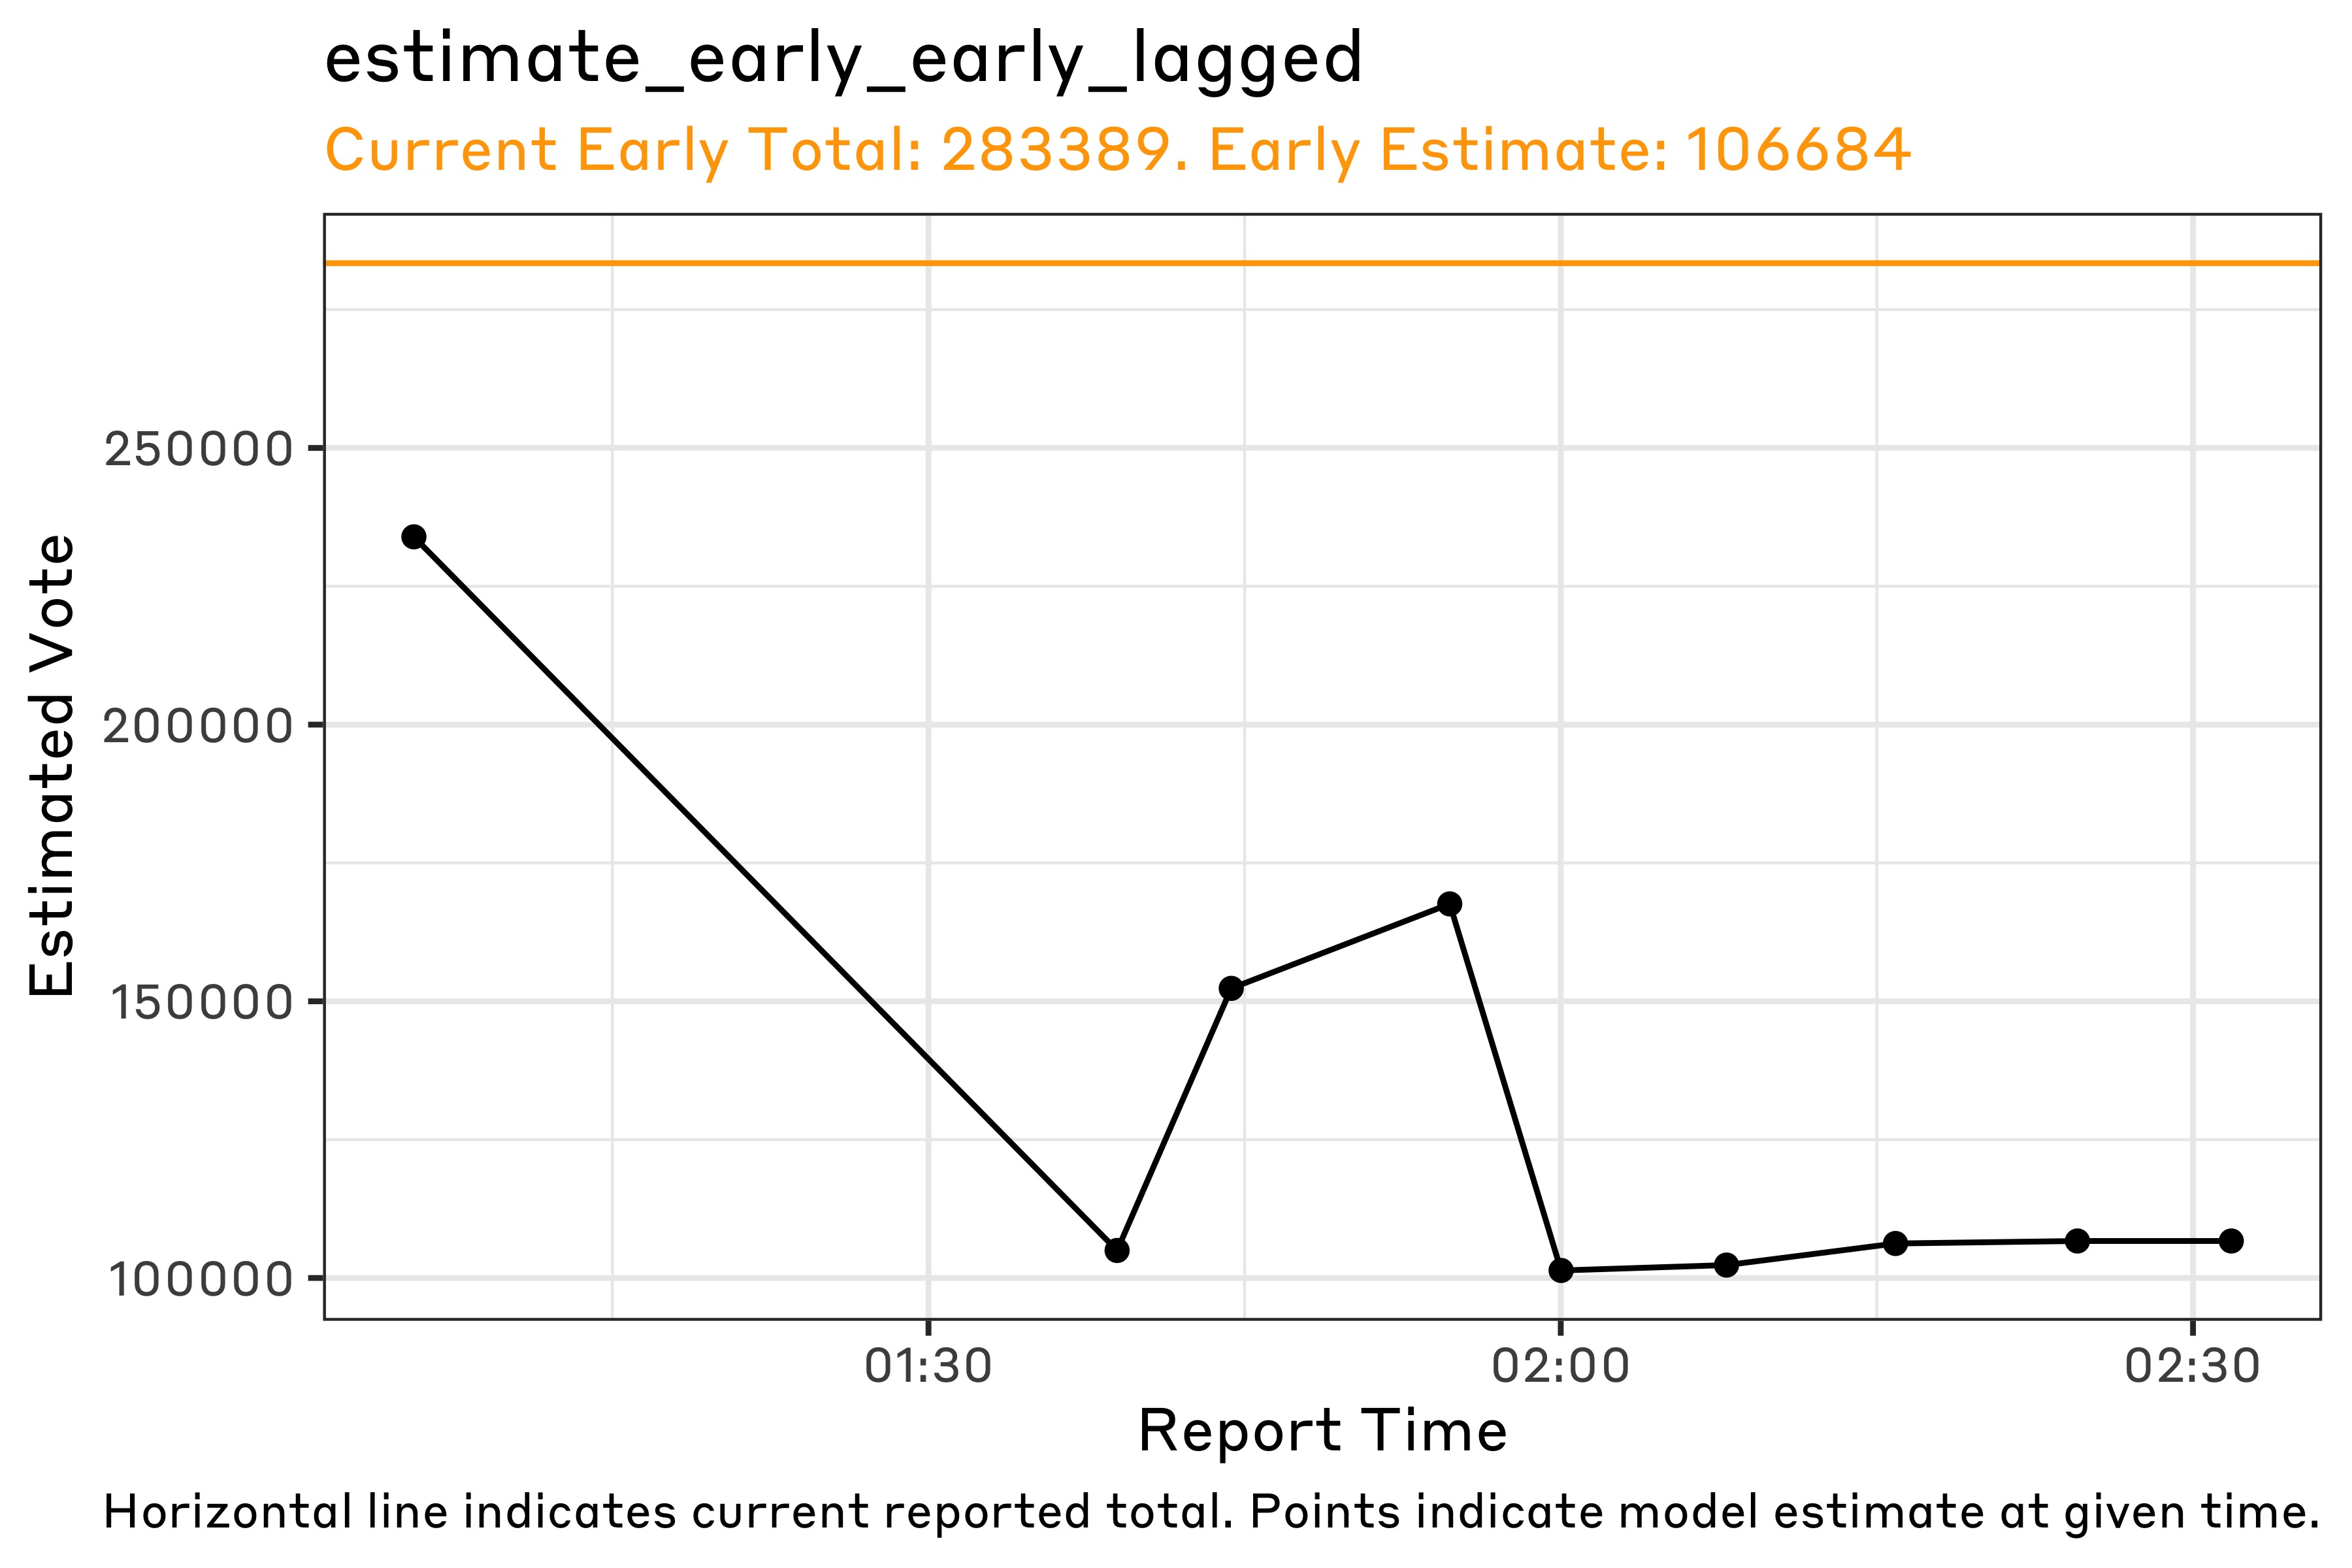 estimate_early_early_lagged
Current Early Total: 283389. Early Estimate: 106684
Estimated Vote
250000
200000
150000
100000
01:30 02:00 02:30
Report Time
Horizontal line indicates current reported total. Points indicate model estimate at given time.